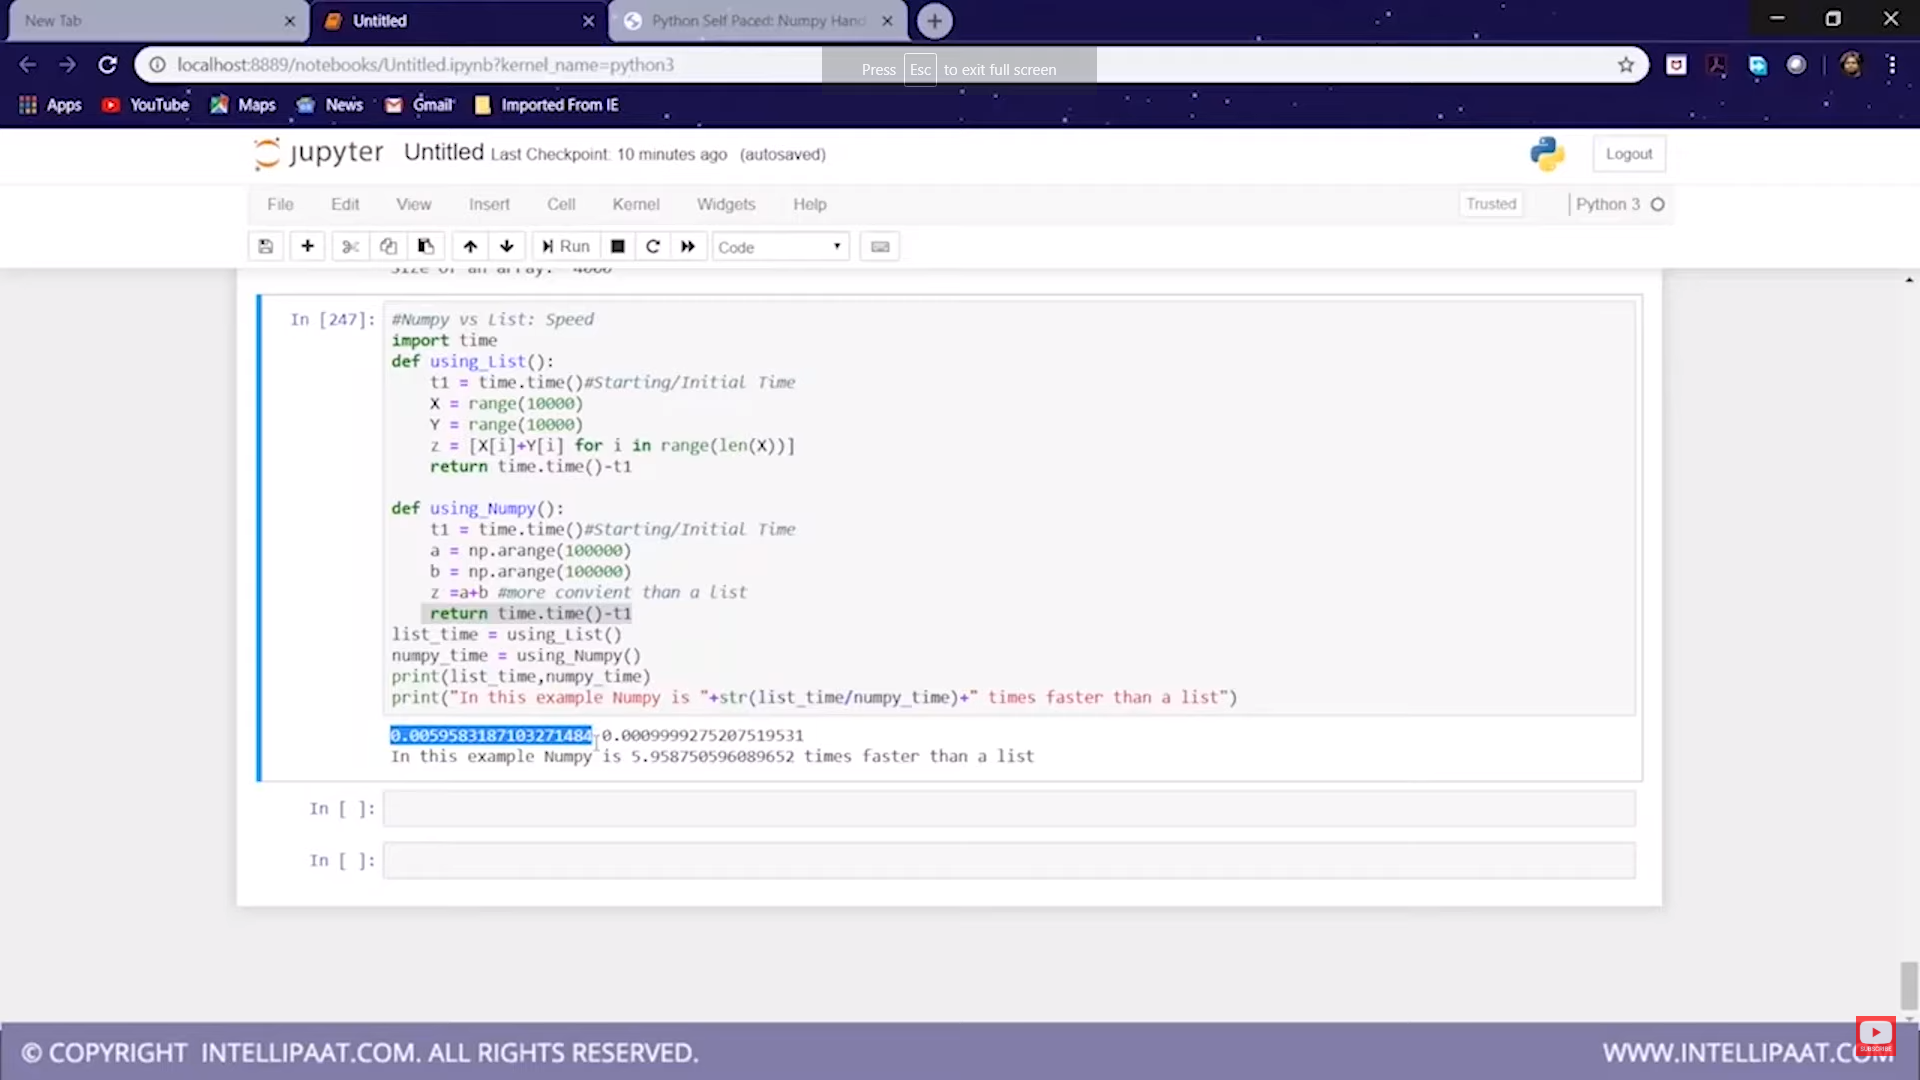 New Tab
Untitled
Python Self Paced: Numpy Hand
localhost:8889/notebooks/Untitled.ipynb?kernel_name=python3
Press Esc to exit full screen
Apps YouTube Maps News Gmail Imported From IE
jupyter Untitled Last Checkpoint: 10 minutes ago (autosaved)
Logout
File Edit View Insert Cell Kernel Widgets Help
Trusted Python 3
Run Code
Size of an array: 4000
In [247]:
#Numpy vs List: Speed
import time
def using_List():
    t1 = time.time()#Starting/Initial Time
    X = range(10000)
    Y = range(10000)
    z = [X[i]+Y[i] for i in range(len(X))]
    return time.time()-t1
def using_Numpy():
    t1 = time.time()#Starting/Initial Time
    a = np.arange(100000)
    b = np.arange(100000)
    z =a+b #more convient than a list
    return time.time()-t1
list_time = using_List()
numpy_time = using_Numpy()
print(list_time,numpy_time)
print("In this example Numpy is "+str(list_time/numpy_time)+" times faster than a list")
0.0059583187103271484 0.0009999275207519531
In this example Numpy is 5.958750596089652 times faster than a list
In [ ]:
In [ ]:
© COPYRIGHT INTELLIPAAT.COM. ALL RIGHTS RESERVED.
WWW.INTELLIPAAT.COM
SUBSCRIBE